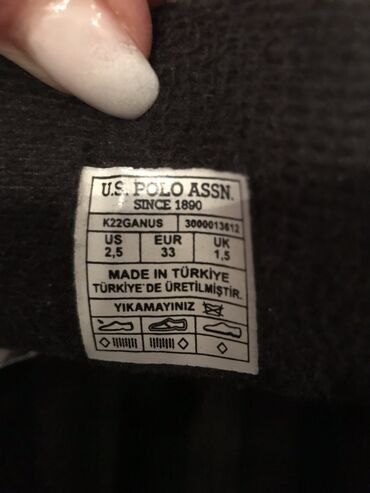 U.S. POLO ASSN.
SINCE 1890
K22GANUS 3000013612
US EUR UK
2,5 33 1,5
MADE IN TÜRKİYE
TÜRKİYE'DE ÜRETİLMİŞTİR.
YIKAMAYINIZ